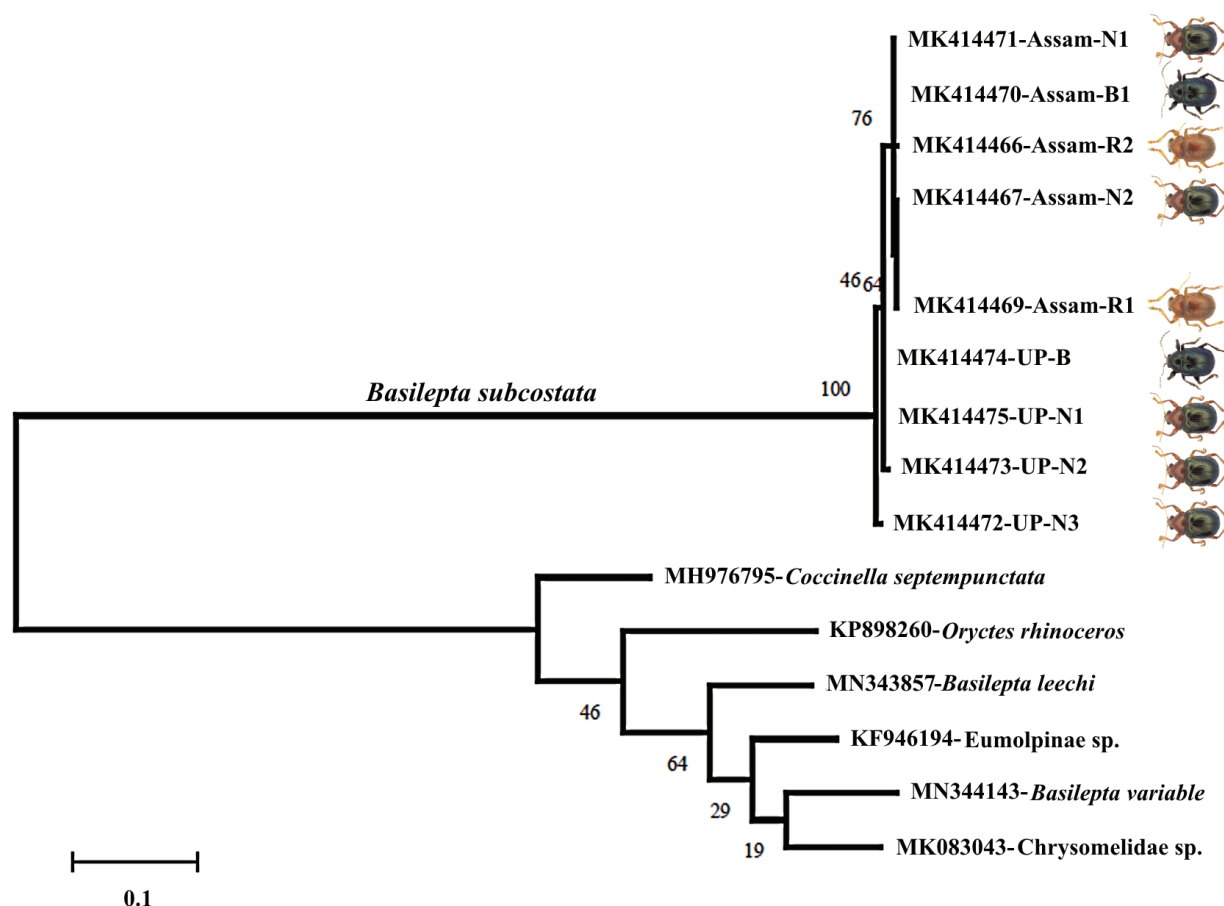 MK414471-Assam-N1
MK414470-Assam-B1
76
MK414466-Assam-R2
MK414467-Assam-N2
46
64
MK414469-Assam-R1
MK414474-UP-B
Basilepta subcostata
100
MK414475-UP-N1
MK414473-UP-N2
MK414472-UP-N3
MH976795-Coccinella septempunctata
KP898260-Oryctes rhinoceros
MN343857-Basilepta leechi
46
KF946194-Eumolpinae sp.
64
MN344143-Basilepta variable
29
MK083043-Chrysomelidae sp.
19
0.1